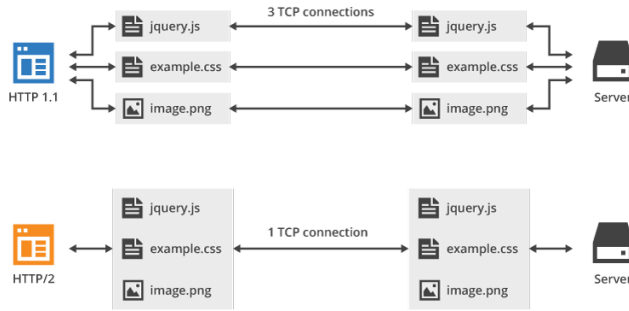 3 TCP connections
jquery.js
jquery.js
example.css
example.css
HTTP 1.1
Server
image.png
image.png
jquery.js
jquery.js
1 TCP connection
example.css
example.css
HTTP/2
Server
image.png
image.png